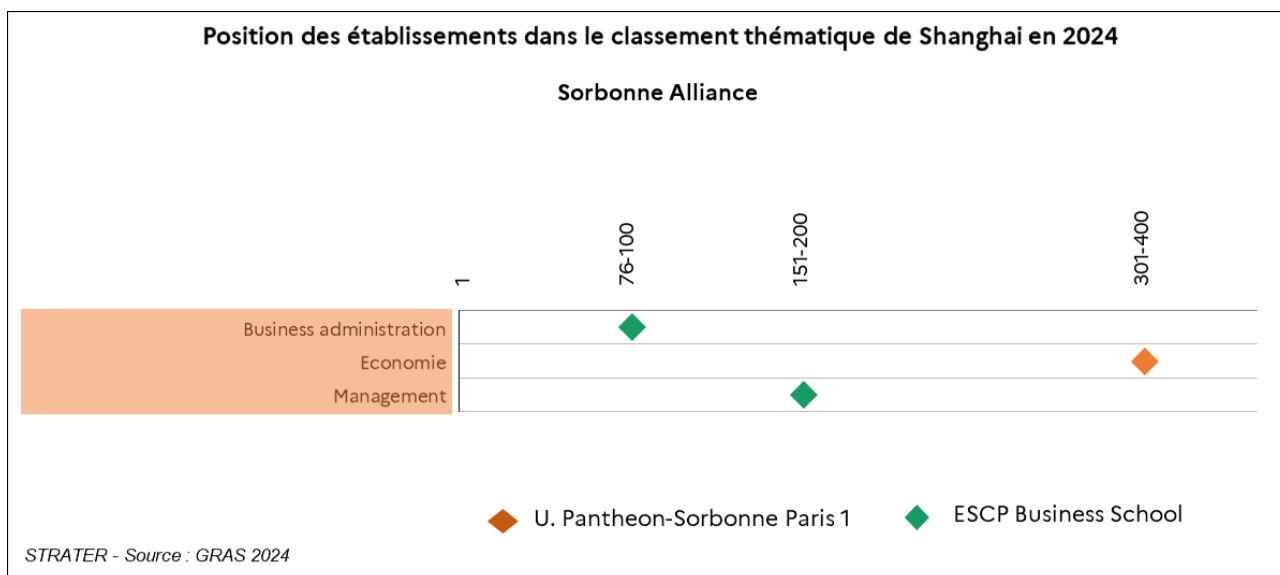 Position des établissements dans le classement thématique de Shanghai en 2024
Sorbonne Alliance
1
76-100
151-200
301-400
Business administration
Economie
Management
U. Pantheon-Sorbonne Paris 1
ESCP Business School
STRATER - Source : GRAS 2024